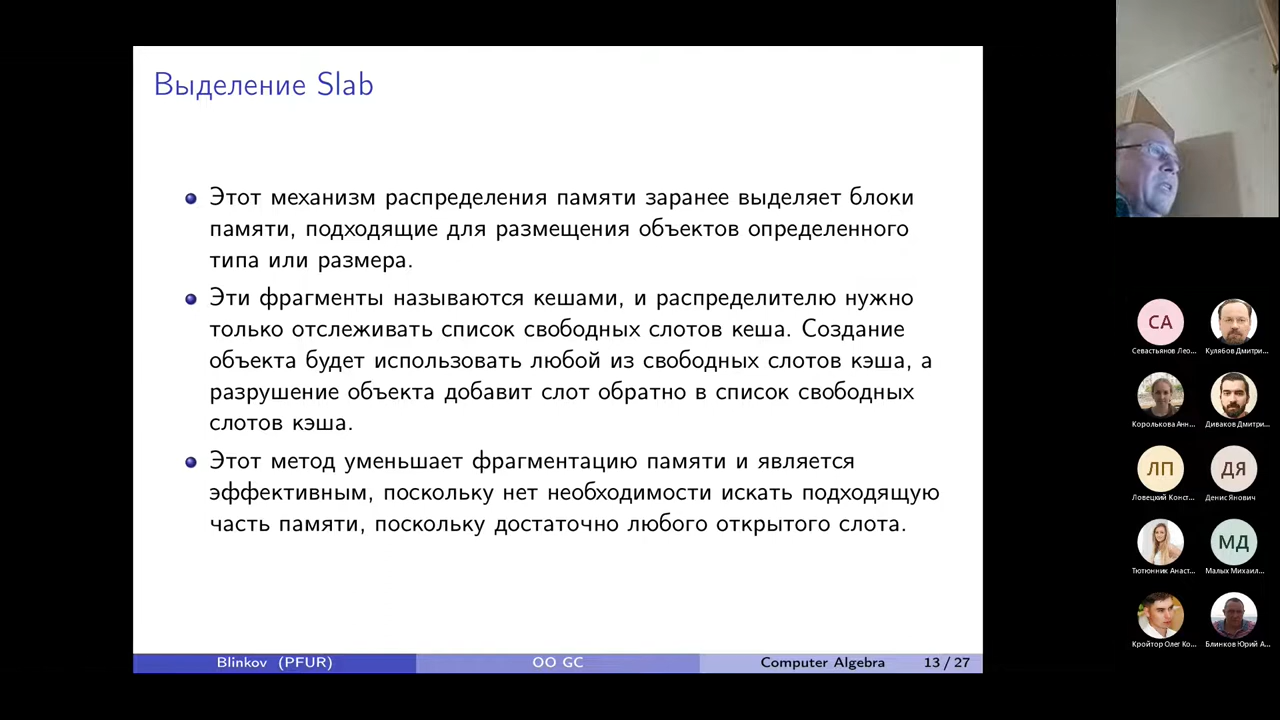 Выделение Slab
Этот механизм распределения памяти заранее выделяет блоки
памяти, подходящие для размещения объектов определенного
типа или размера.
Эти фрагменты называются кешами, и распределителю нужно
только отслеживать список свободных слотов кеша. Создание
объекта будет использовать любой из свободных слотов кэша, а
разрушение объекта добавит слот обратно в список свободных
слотов кэша.
Этот метод уменьшает фрагментацию памяти и является
эффективным, поскольку нет необходимости искать подходящую
часть памяти, поскольку достаточно любого открытого слота.
Blinkov (PFUR) OO GC Computer Algebra 13 / 27
СА
Севастьянов Лео... Кулябов Дмитри...
Королькова Анн... Диваков Дмитри...
ЛП ДЯ
Ловецкий Конст... Денис Янович
МД
Тютюнник Анаст... Малых Михаил...
Кройтор Олег Ко... Блинков Юрий А...